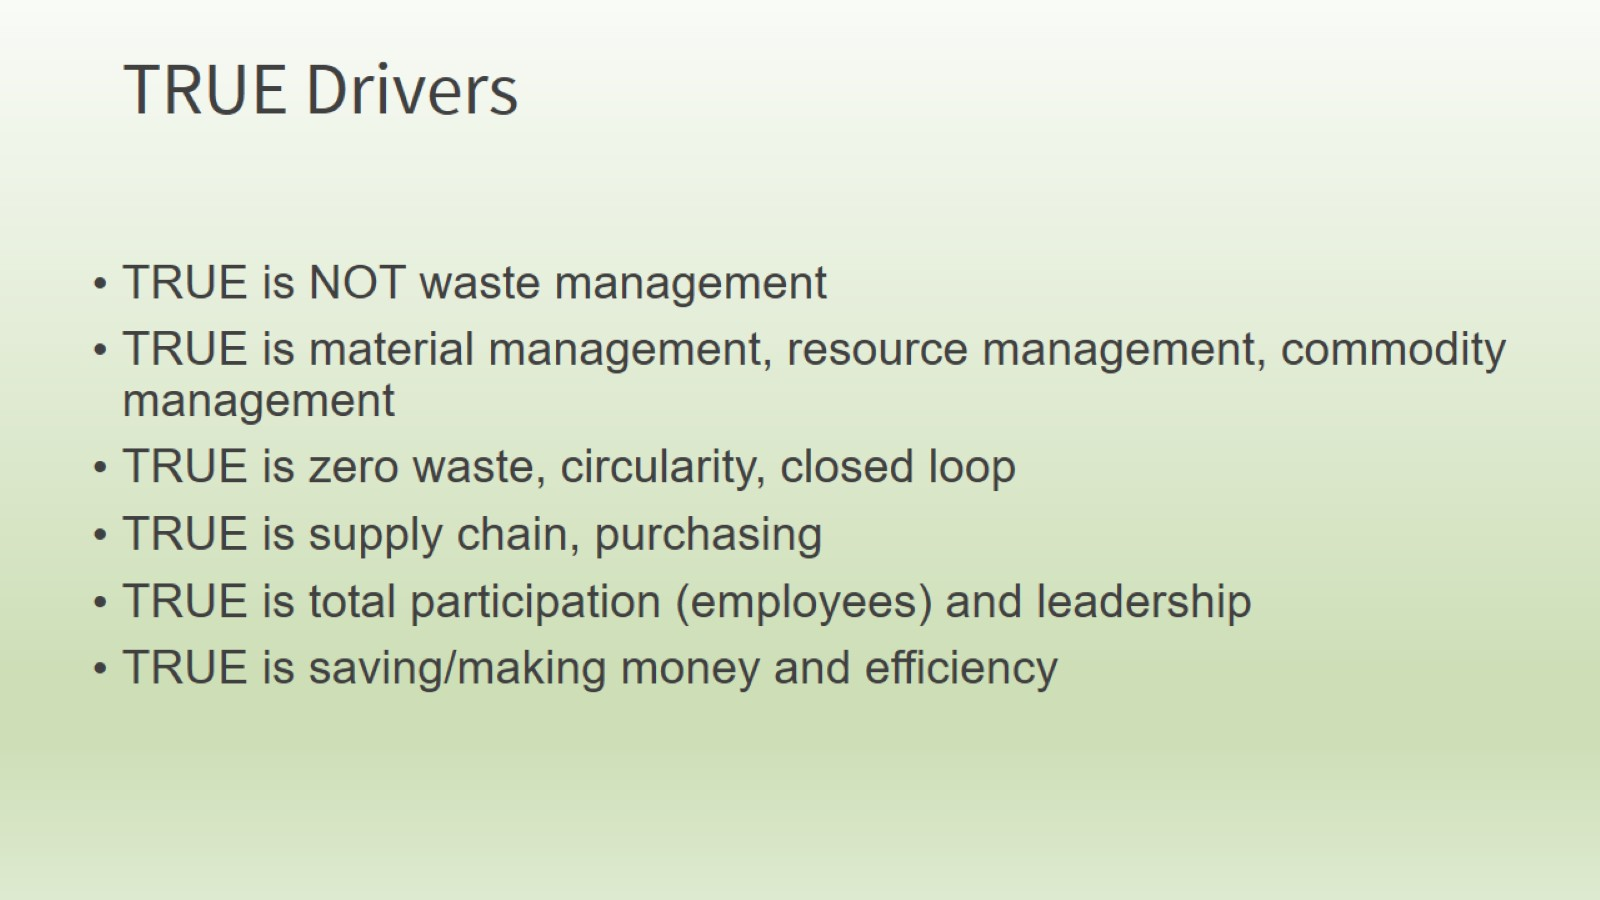 TRUE Drivers
• TRUE is NOT waste management
• TRUE is material management, resource management, commodity
management
• TRUE is zero waste, circularity, closed loop
• TRUE is supply chain, purchasing
• TRUE is total participation (employees) and leadership
• TRUE is saving/making money and efficiency